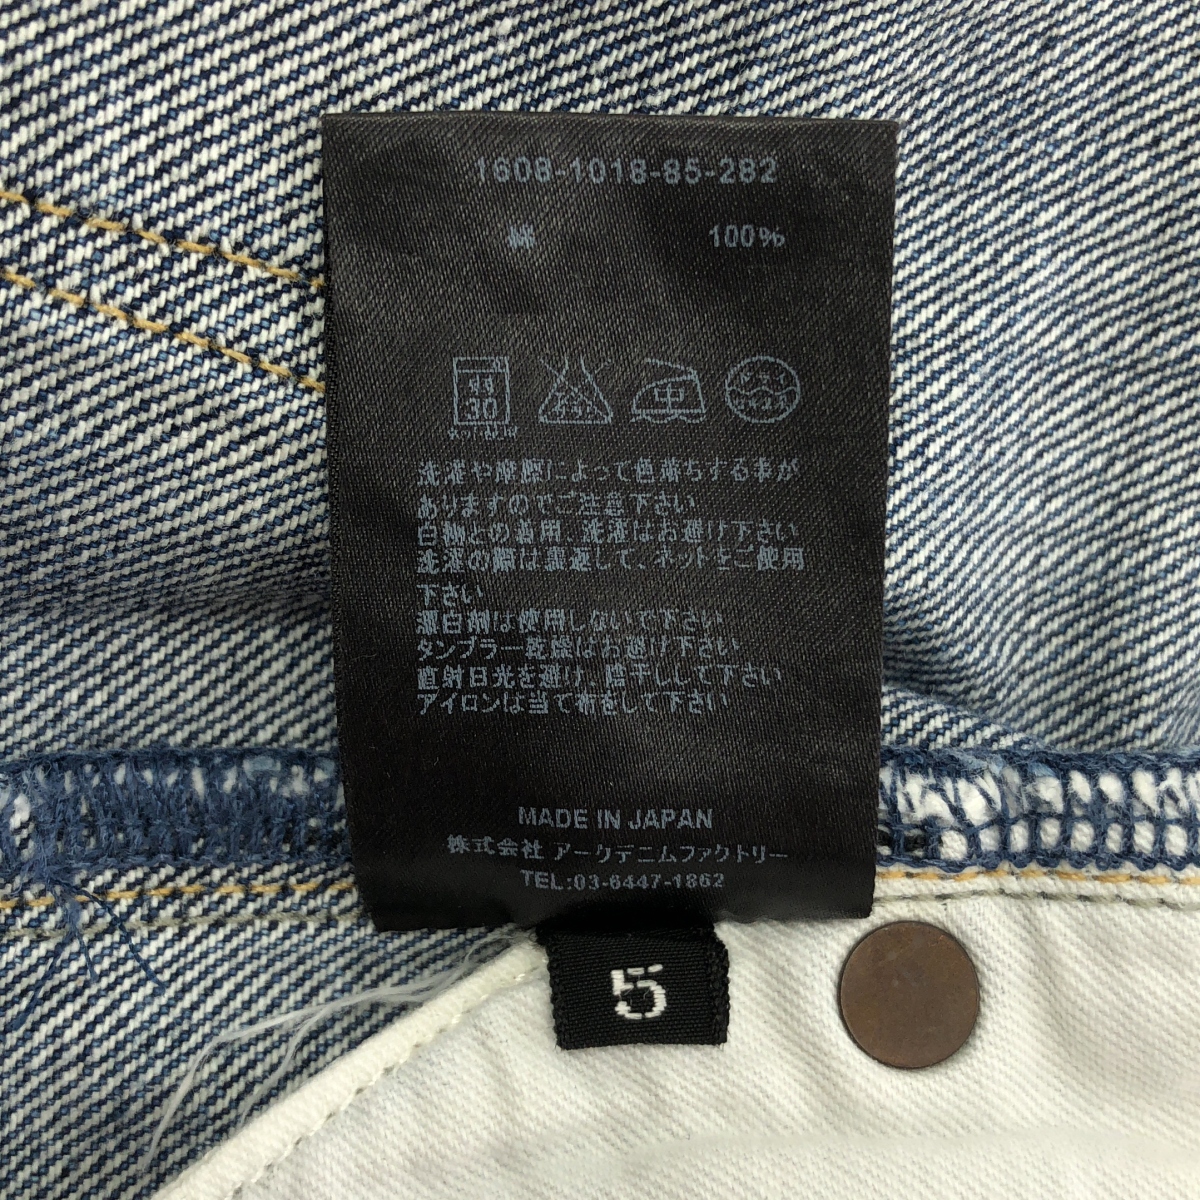 1608-1018-85-282
綿 100%
30
洗濯や摩擦によって色落ちする事が
ありますのでご注意下さい
白物との着用、洗濯はお避け下さい
洗濯の際は裏返して、ネットをご使用
下さい
漂白剤は使用しないで下さい
タンブラー乾燥はお避け下さい
直射日光を避け、陰干しして下さい
アイロンは当て布をして下さい
MADE IN JAPAN
株式会社 アークデニムファクトリー
TEL:03-6447-1862
5